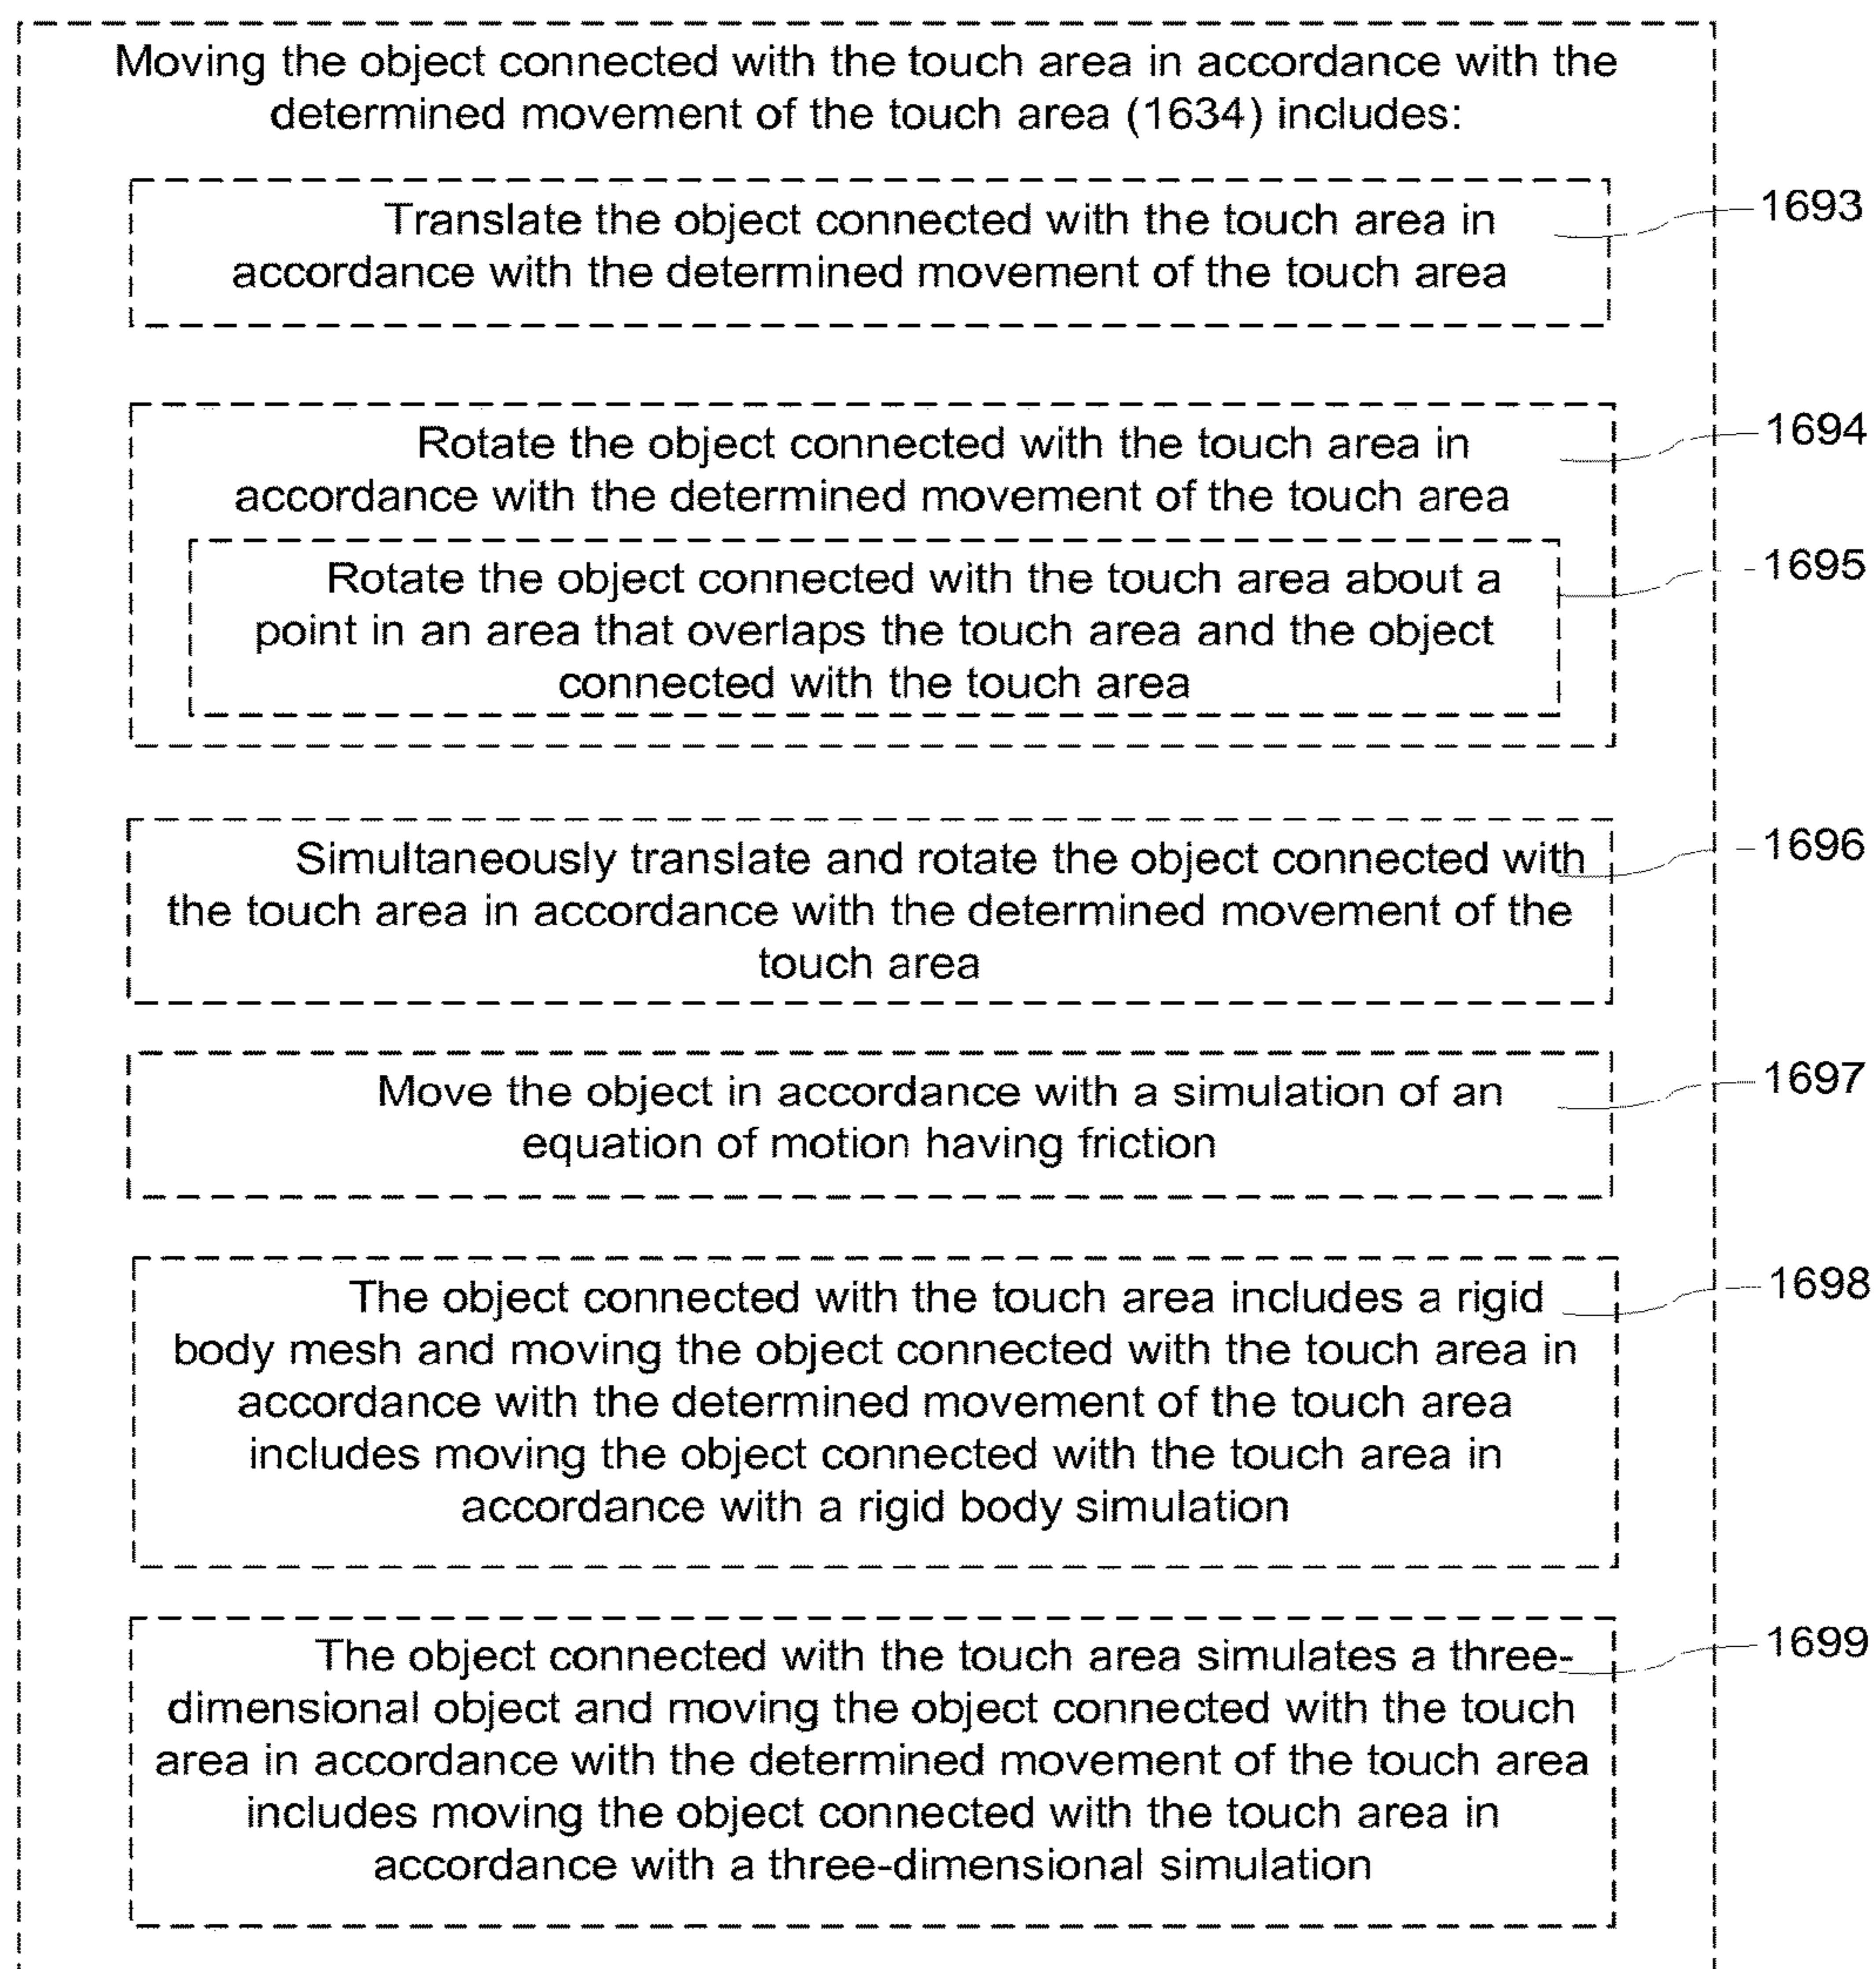 Moving the object connected with the touch area in accordance with the
determined movement of the touch area (1634) includes:
Translate the object connected with the touch area in
accordance with the determined movement of the touch area
1693
Rotate the object connected with the touch area in
accordance with the determined movement of the touch area
1694
Rotate the object connected with the touch area about a
point in an area that overlaps the touch area and the object
connected with the touch area
1695
Simultaneously translate and rotate the object connected with
the touch area in accordance with the determined movement of the
touch area
1696
Move the object in accordance with a simulation of an
equation of motion having friction
1697
The object connected with the touch area includes a rigid
body mesh and moving the object connected with the touch area in
accordance with the determined movement of the touch area
includes moving the object connected with the touch area in
accordance with a rigid body simulation
1698
The object connected with the touch area simulates a three-
dimensional object and moving the object connected with the touch
area in accordance with the determined movement of the touch area
includes moving the object connected with the touch area in
accordance with a three-dimensional simulation
1699